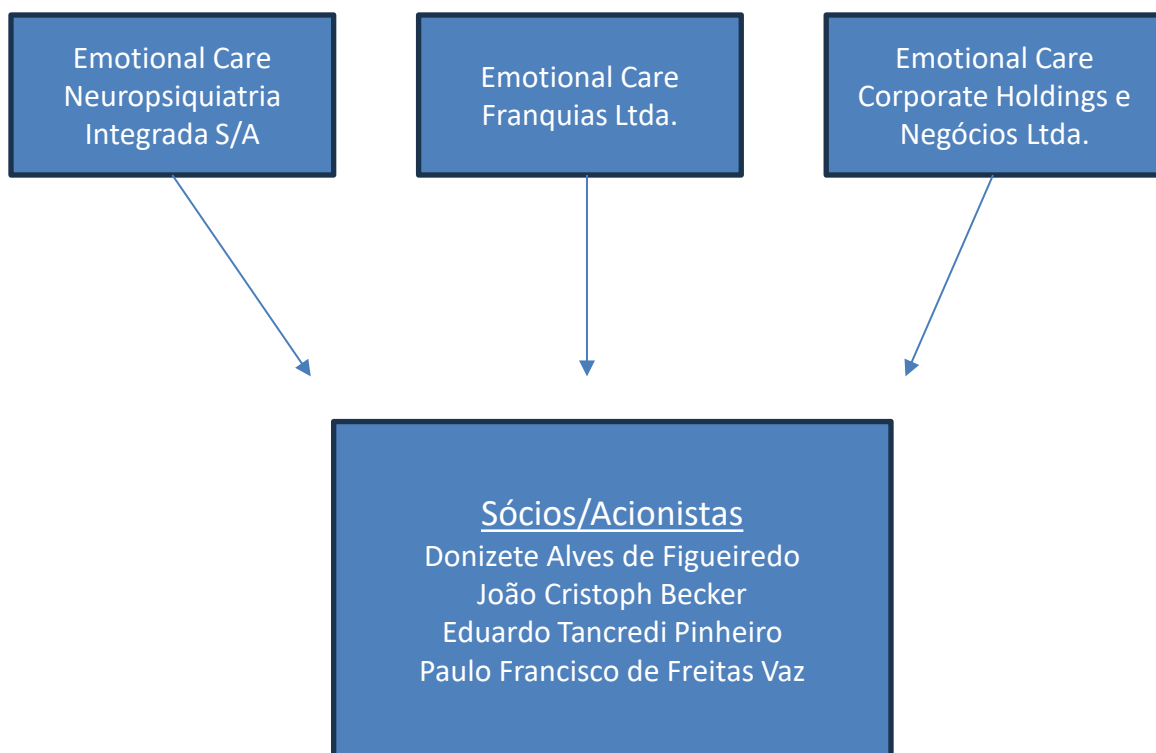 Emotional Care
Neuropsiquiatria
Integrada S/A
Emotional Care
Franquias Ltda.
Emotional Care
Corporate Holdings e
Negócios Ltda.
Sócios/Acionistas
Donizete Alves de Figueiredo
João Cristoph Becker
Eduardo Tancredi Pinheiro
Paulo Francisco de Freitas Vaz